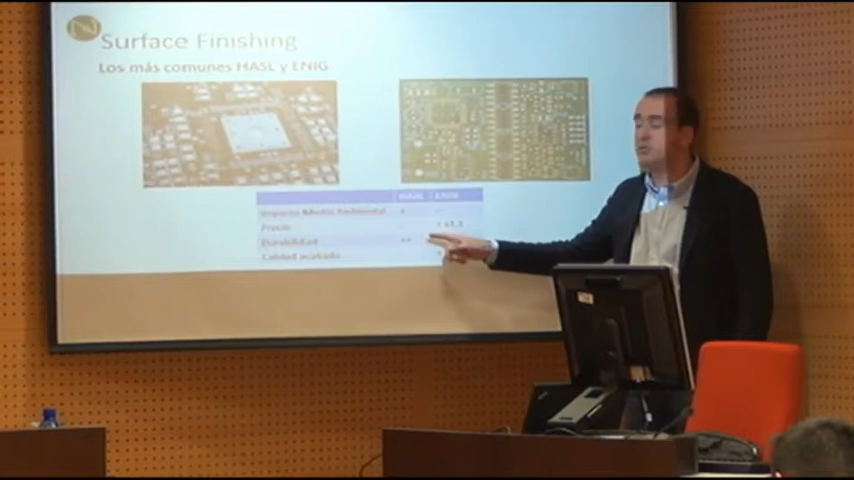 Surface Finishing
Los más comunes HASL y ENIG
HASL ENIG
Impacto Medio Ambiental + -
Precio x1,1
Durabilidad ++
Calidad acabado